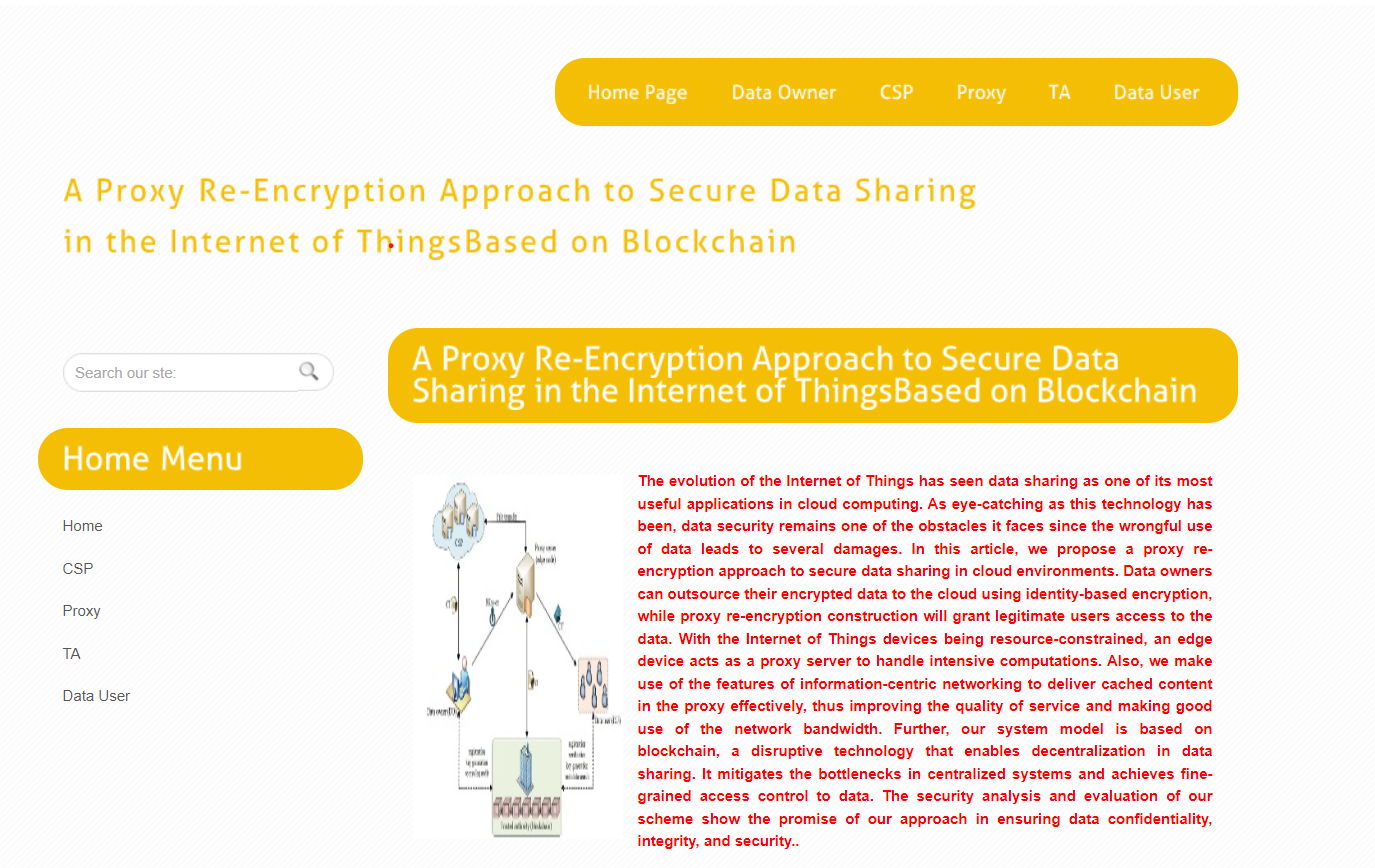 Home Page Data Owner CSP Proxy TA Data User
A Proxy Re-Encryption Approach to Secure Data Sharing
in the Internet of ThingsBased on Blockchain
Search our ste:
A Proxy Re-Encryption Approach to Secure Data
Sharing in the Internet of ThingsBased on Blockchain
Home Menu
Home
CSP
Proxy
TA
Data User
CSP
Proxy server
(edge node)
Data owner(DO)
Trusted authority (blockchain)
The evolution of the Internet of Things has seen data sharing as one of its most
useful applications in cloud computing. As eye-catching as this technology has
been, data security remains one of the obstacles it faces since the wrongful use
of data leads to several damages. In this article, we propose a proxy re-
encryption approach to secure data sharing in cloud environments. Data owners
can outsource their encrypted data to the cloud using identity-based encryption,
while proxy re-encryption construction will grant legitimate users access to the
data. With the Internet of Things devices being resource-constrained, an edge
device acts as a proxy server to handle intensive computations. Also, we make
use of the features of information-centric networking to deliver cached content
in the proxy effectively, thus improving the quality of service and making good
use of the network bandwidth. Further, our system model is based on
blockchain, a disruptive technology that enables decentralization in data
sharing. It mitigates the bottlenecks in centralized systems and achieves fine-
grained access control to data. The security analysis and evaluation of our
scheme show the promise of our approach in ensuring data confidentiality,
integrity, and security..